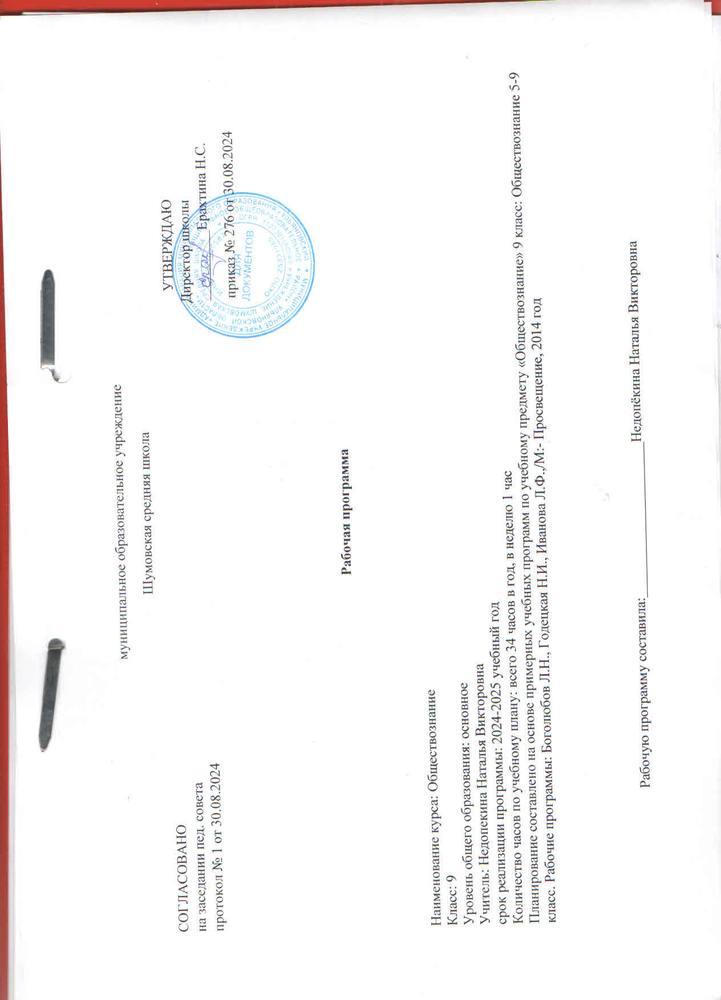 муниципальное образовательное учреждение
Шумовская средняя школа
СОГЛАСОВАНО
на заседании пед. совета
протокол № 1 от 30.08.2024
УТВЕРЖДАЮ
Директор школы
Ерахтина Н.С.
приказ № 276 от 30.08.2024
ДЛЯ
ДОКУМЕНТОВ
Рабочая программа
Наименование курса: Обществознание
Класс: 9
Уровень общего образования: основное
Учитель: Недопекина Наталья Викторовна
срок реализации программы: 2024-2025 учебный год
Количество часов по учебному плану: всего 34 часов в год, в неделю 1 час
Планирование составлено на основе примерных учебных программ по учебному предмету «Обществознание» 9 класс: Обществознание 5-9
класс. Рабочие программы: Боголюбов Л.Н., Годецкая Н.И., Иванова Л.Ф.,/М:- Просвещение, 2014 год
Рабочую программу составила: Недопёкина Наталья Викторовна